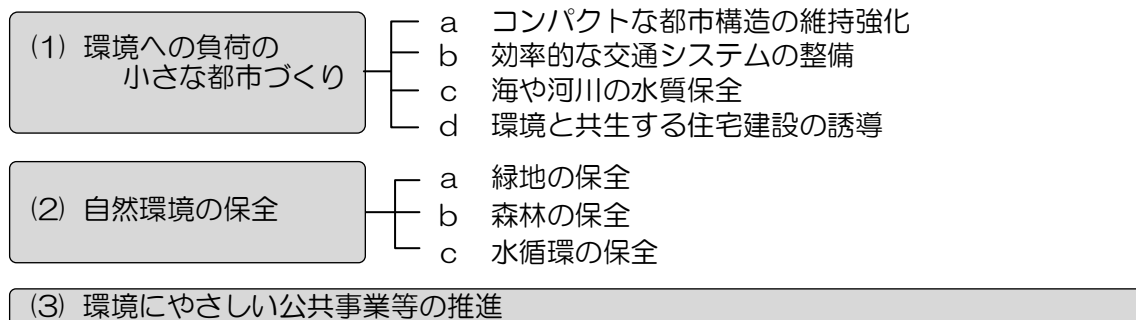 (1) 環境への負荷の
小さな都市づくり
a コンパクトな都市構造の維持強化
b 効率的な交通システムの整備
c 海や河川の水質保全
d 環境と共生する住宅建設の誘導
(2) 自然環境の保全
a 緑地の保全
b 森林の保全
c 水循環の保全
(3) 環境にやさしい公共事業等の推進